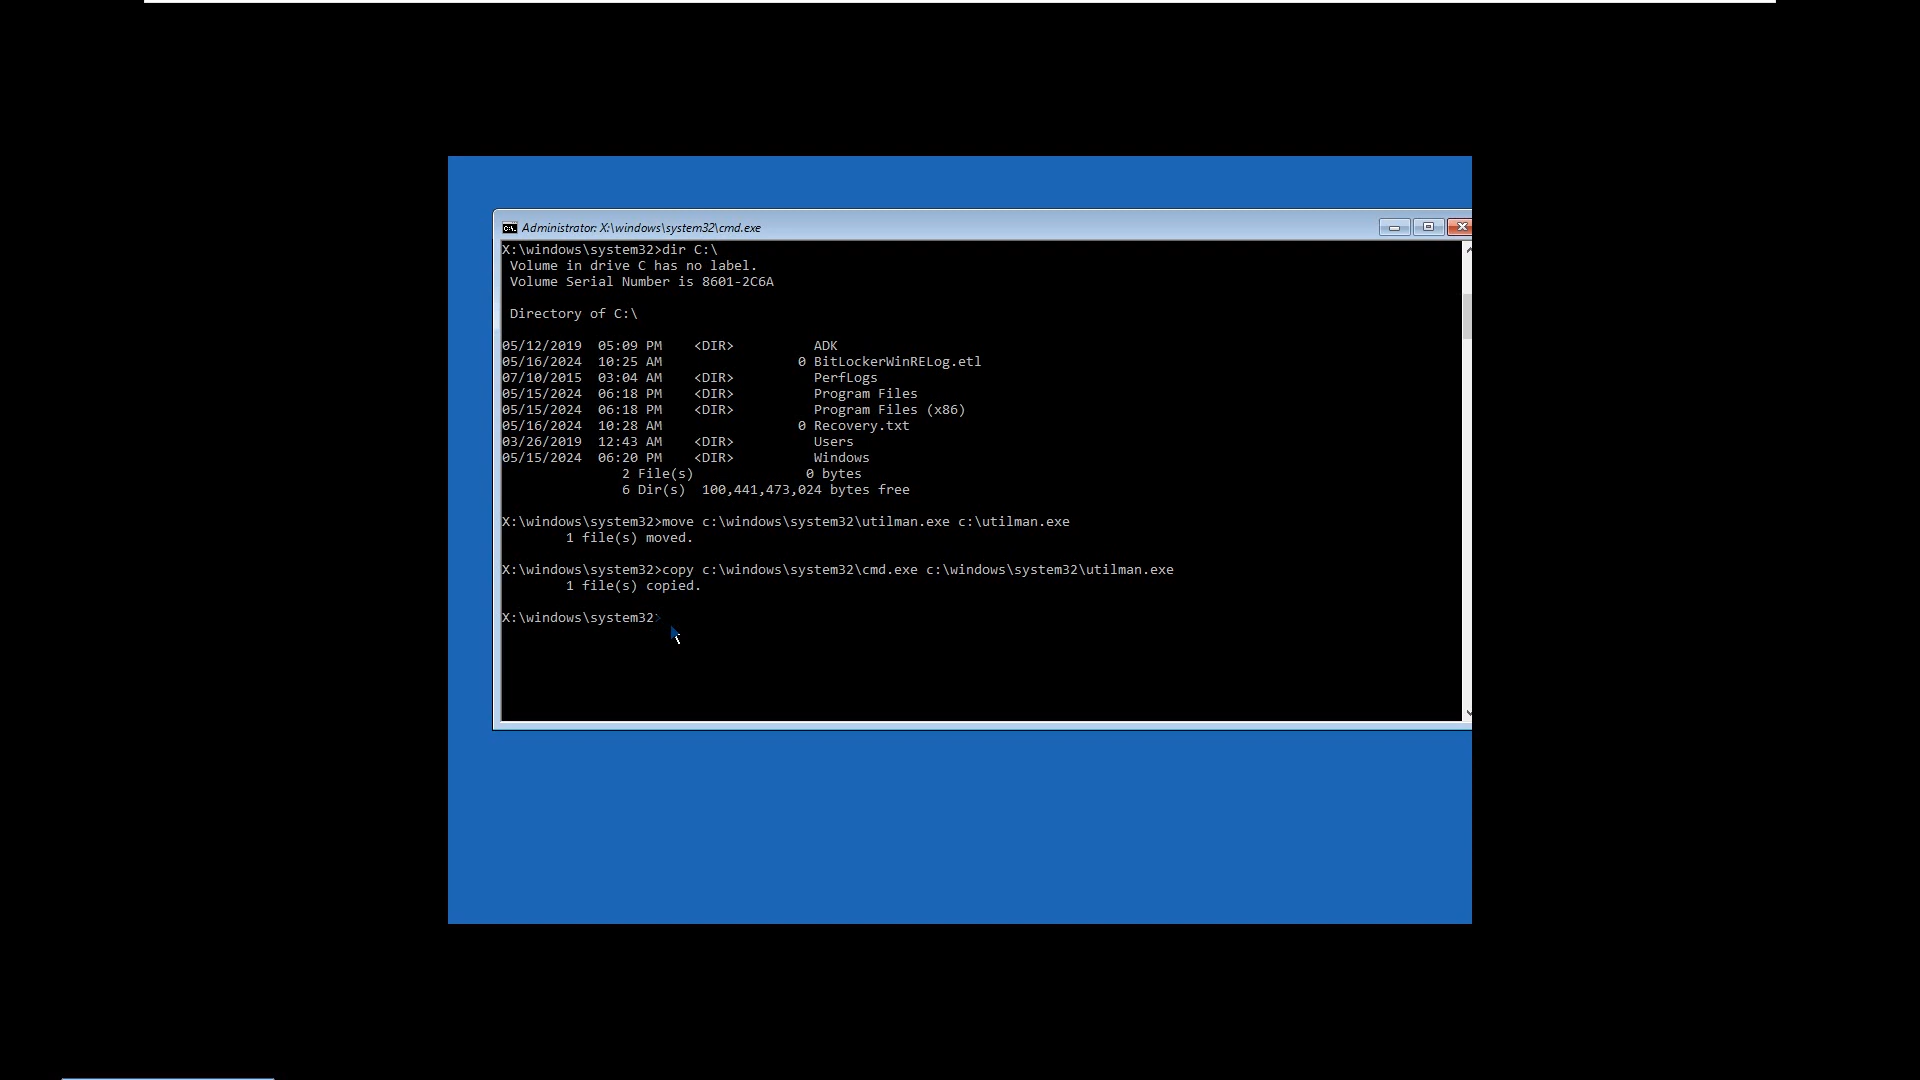 Administrator: X:\windows\system32\cmd.exe
X:\windows\system32>dir C:\
 Volume in drive C has no label.
 Volume Serial Number is 8601-2C6A
 Directory of C:\
05/12/2019  05:09 PM    <DIR>          ADK
05/16/2024  10:25 AM                 0 BitLockerWinRELog.etl
07/10/2015  03:04 AM    <DIR>          PerfLogs
05/15/2024  06:18 PM    <DIR>          Program Files
05/15/2024  06:18 PM    <DIR>          Program Files (x86)
05/16/2024  10:28 AM                 0 Recovery.txt
03/26/2019  12:43 AM    <DIR>          Users
05/15/2024  06:20 PM    <DIR>          Windows
               2 File(s)              0 bytes
               6 Dir(s)  100,441,473,024 bytes free
X:\windows\system32>move c:\windows\system32\utilman.exe c:\utilman.exe
        1 file(s) moved.
X:\windows\system32>copy c:\windows\system32\cmd.exe c:\windows\system32\utilman.exe
        1 file(s) copied.
X:\windows\system32>